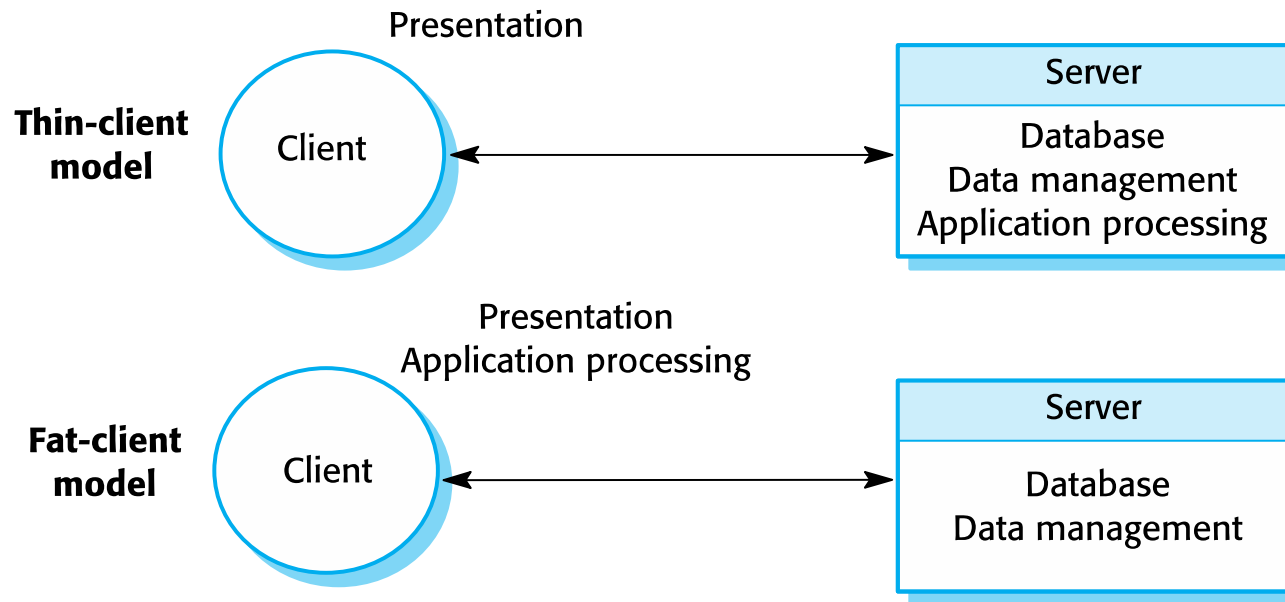 Presentation
Thin-client
model
Client
Server
Database
Data management
Application processing
Presentation
Application processing
Fat-client
model
Client
Server
Database
Data management